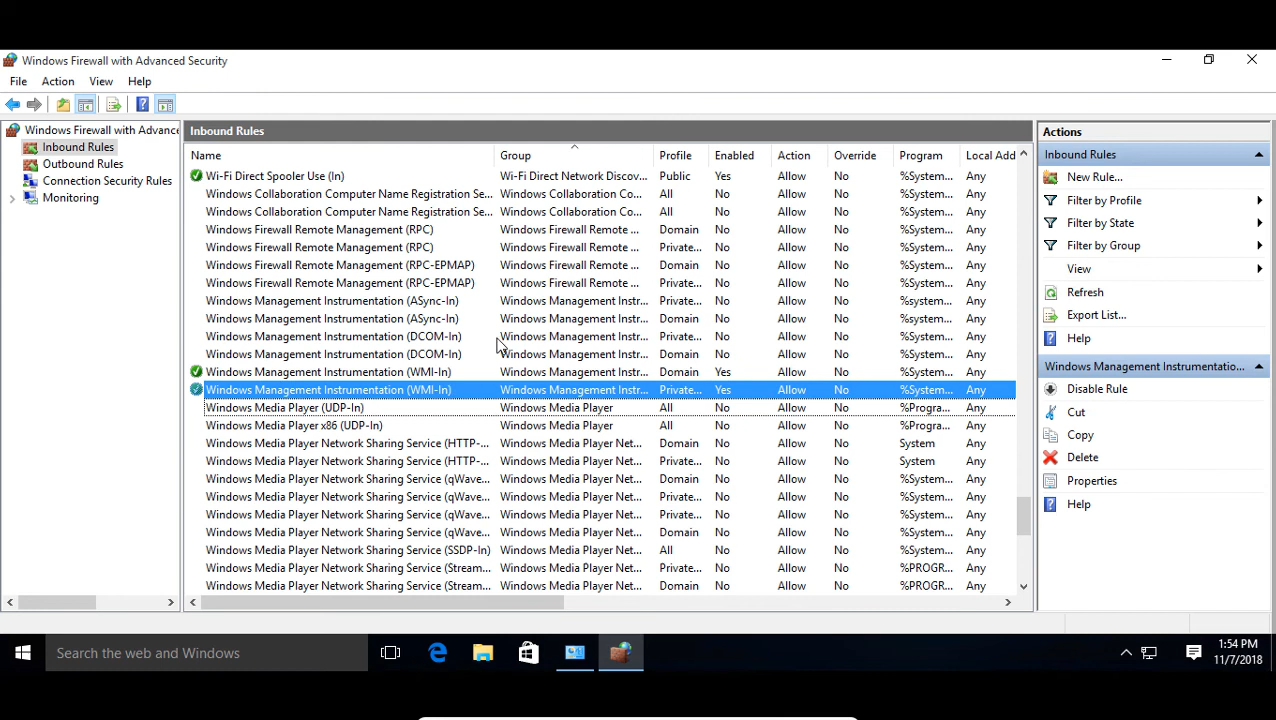 Windows Firewall with Advanced Security
File Action View Help
Windows Firewall with Advance
Inbound Rules
Outbound Rules
Connection Security Rules
Monitoring
Inbound Rules
Name Group Profile Enabled Action Override Program Local Add
Wi-Fi Direct Spooler Use (In) Wi-Fi Direct Network Discov... Public Yes Allow No %System... Any
Windows Collaboration Computer Name Registration Se... Windows Collaboration Co... All No Allow No %System... Any
Windows Collaboration Computer Name Registration Se... Windows Collaboration Co... All No Allow No %System... Any
Windows Firewall Remote Management (RPC) Windows Firewall Remote ... Domain No Allow No %System... Any
Windows Firewall Remote Management (RPC) Windows Firewall Remote ... Private... No Allow No %System... Any
Windows Firewall Remote Management (RPC-EPMAP) Windows Firewall Remote ... Domain No Allow No %System... Any
Windows Firewall Remote Management (RPC-EPMAP) Windows Firewall Remote ... Private... No Allow No %System... Any
Windows Management Instrumentation (ASync-In) Windows Management Instr... Private... No Allow No %system... Any
Windows Management Instrumentation (ASync-In) Windows Management Instr... Domain No Allow No %system... Any
Windows Management Instrumentation (DCOM-In) Windows Management Instr... Private... No Allow No %System... Any
Windows Management Instrumentation (DCOM-In) Windows Management Instr... Domain No Allow No %System... Any
Windows Management Instrumentation (WMI-In) Windows Management Instr... Domain Yes Allow No %System... Any
Windows Management Instrumentation (WMI-In) Windows Management Instr... Private... Yes Allow No %System... Any
Windows Media Player (UDP-In) Windows Media Player All No Allow No %Progra... Any
Windows Media Player x86 (UDP-In) Windows Media Player All No Allow No %Progra... Any
Windows Media Player Network Sharing Service (HTTP-... Windows Media Player Net... Domain No Allow No System Any
Windows Media Player Network Sharing Service (HTTP-... Windows Media Player Net... Private... No Allow No System Any
Windows Media Player Network Sharing Service (qWave... Windows Media Player Net... Domain No Allow No %System... Any
Windows Media Player Network Sharing Service (qWave... Windows Media Player Net... Private... No Allow No %System... Any
Windows Media Player Network Sharing Service (qWave... Windows Media Player Net... Private... No Allow No %System... Any
Windows Media Player Network Sharing Service (qWave... Windows Media Player Net... Domain No Allow No %System... Any
Windows Media Player Network Sharing Service (SSDP-In) Windows Media Player Net... All No Allow No %System... Any
Windows Media Player Network Sharing Service (Stream... Windows Media Player Net... Private... No Allow No %PROGR... Any
Windows Media Player Network Sharing Service (Stream... Windows Media Player Net... Domain No Allow No %PROGR... Any
Actions
Inbound Rules
New Rule...
Filter by Profile
Filter by State
Filter by Group
View
Refresh
Export List...
Help
Windows Management Instrumentatio...
Disable Rule
Cut
Copy
Delete
Properties
Help
Search the web and Windows
1:54 PM
11/7/2018